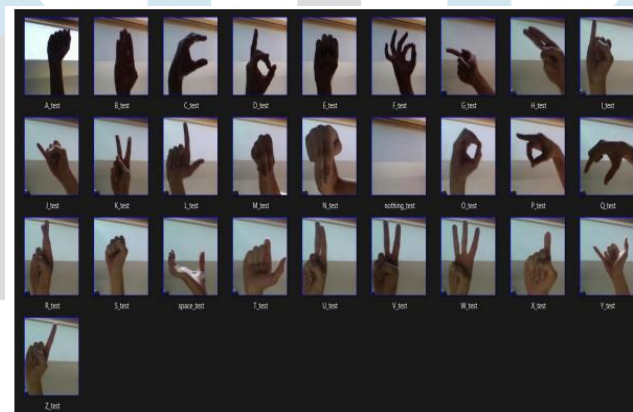 A_test B_test C_test D_test E_test F_test G_test H_test I_test
J_test K_test L_test M_test N_test nothing_test O_test P_test Q_test
R_test S_test space_test T_test U_test V_test W_test X_test Y_test
Z_test